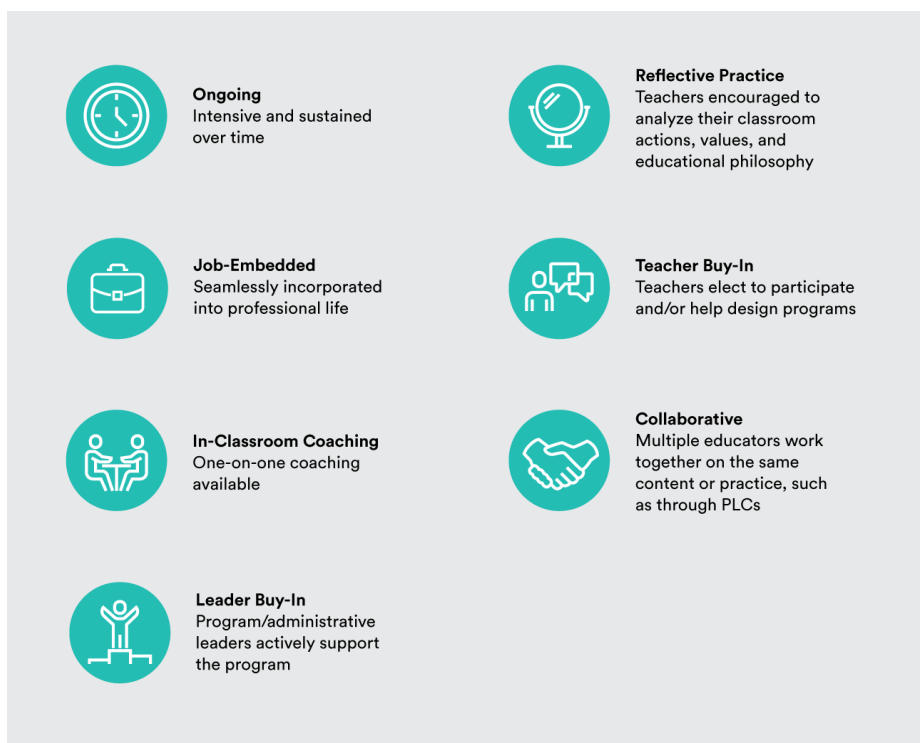 Ongoing
Intensive and sustained
over time
Job-Embedded
Seamlessly incorporated
into professional life
In-Classroom Coaching
One-on-one coaching
available
Leader Buy-In
Program/administrative
leaders actively support
the program
Reflective Practice
Teachers encouraged to
analyze their classroom
actions, values, and
educational philosophy
Teacher Buy-In
Teachers elect to participate
and/or help design programs
Collaborative
Multiple educators work
together on the same
content or practice, such
as through PLCs